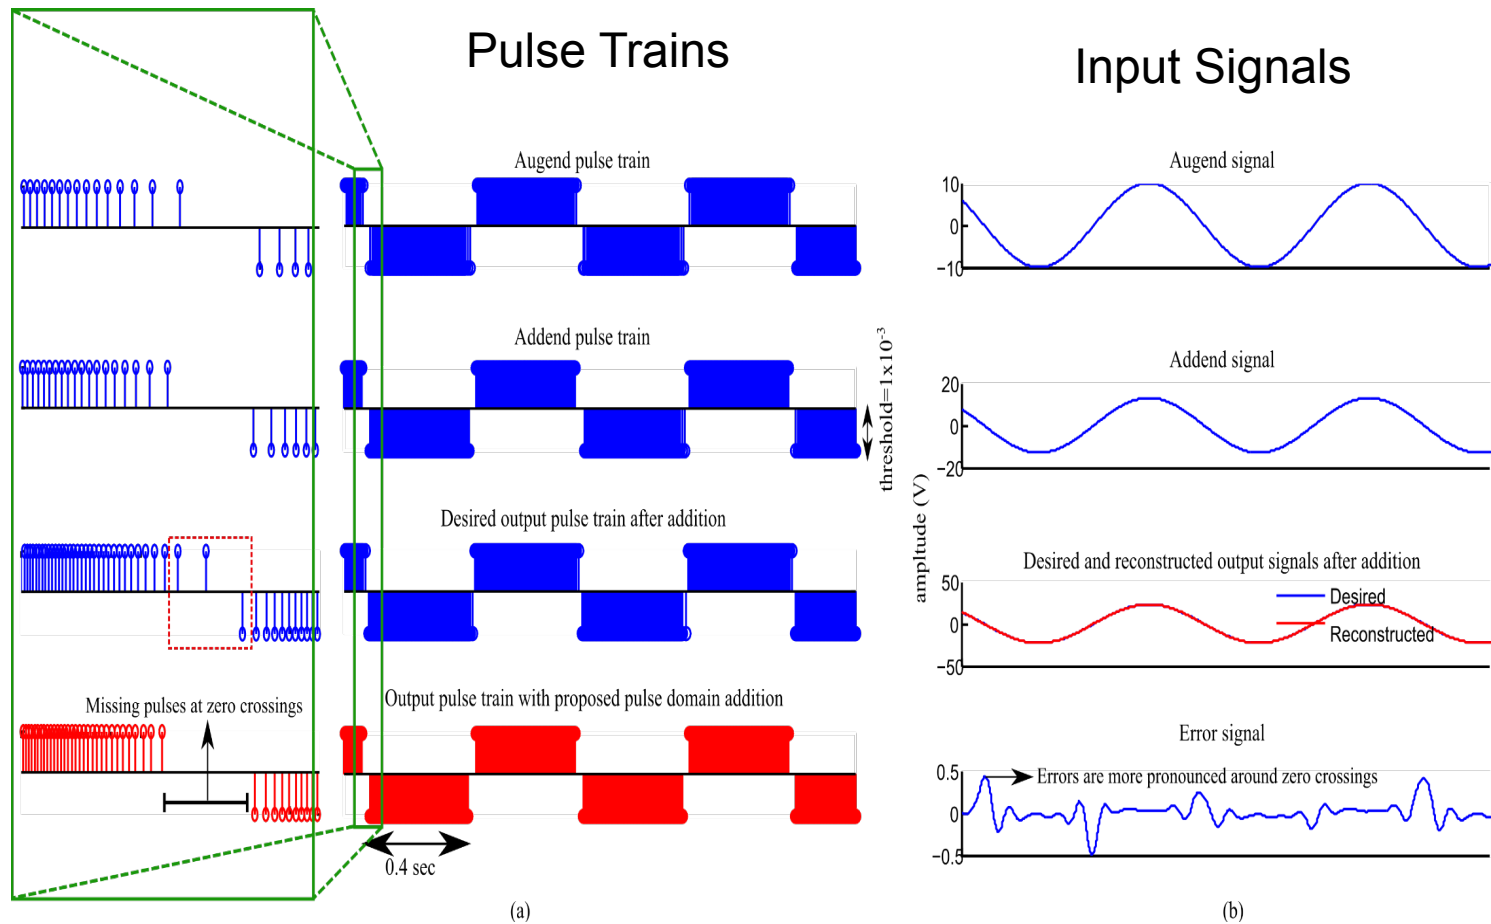 Pulse Trains
Input Signals
Augend pulse train
Addend pulse train
threshold=1x10⁻³
Desired output pulse train after addition
Missing pulses at zero crossings
Output pulse train with proposed pulse domain addition
0.4 sec
(a)
Augend signal
10
0
−10
Addend signal
20
0
−20
ampltude (V)
Desired and reconstructed output signals after addition
50
0
−50
Desired
Reconstructed
Error signal
0.5
0
−0.5
Errors are more pronounced around zero crossings
(b)